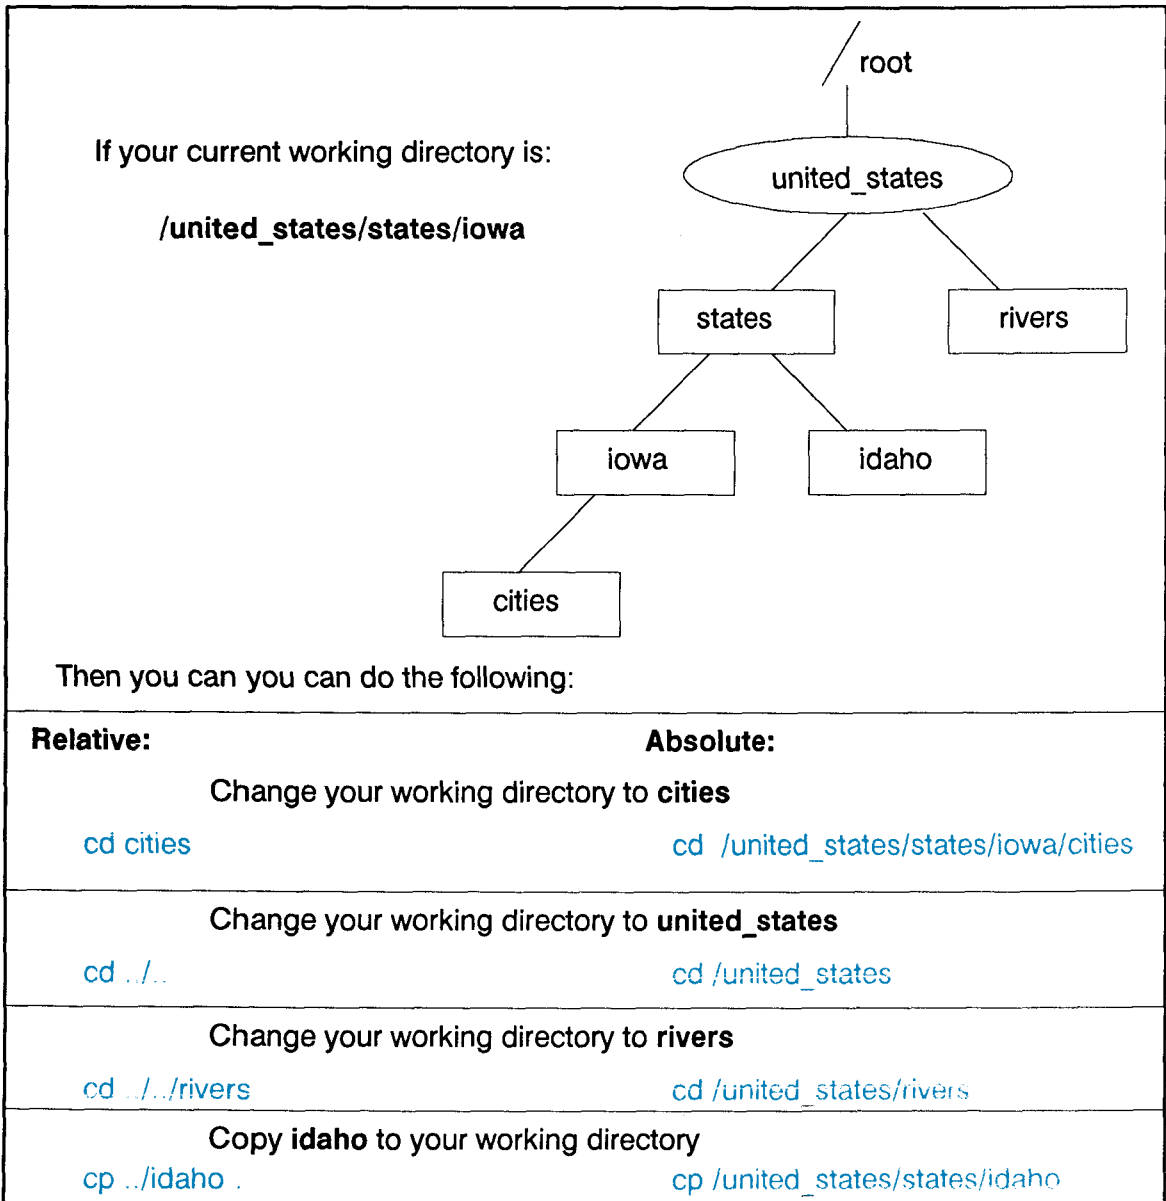 root
If your current working directory is:
united_states
/united_states/states/iowa
states
rivers
iowa
idaho
cities
Then you can you can do the following:
Relative:
Absolute:
Change your working directory to cities
cd cities
cd /united_states/states/iowa/cities
Change your working directory to united_states
cd ../..
cd /united_states
Change your working directory to rivers
cd ../../rivers
cd /united_states/rivers
Copy idaho to your working directory
cp ../idaho .
cp /united_states/states/idaho